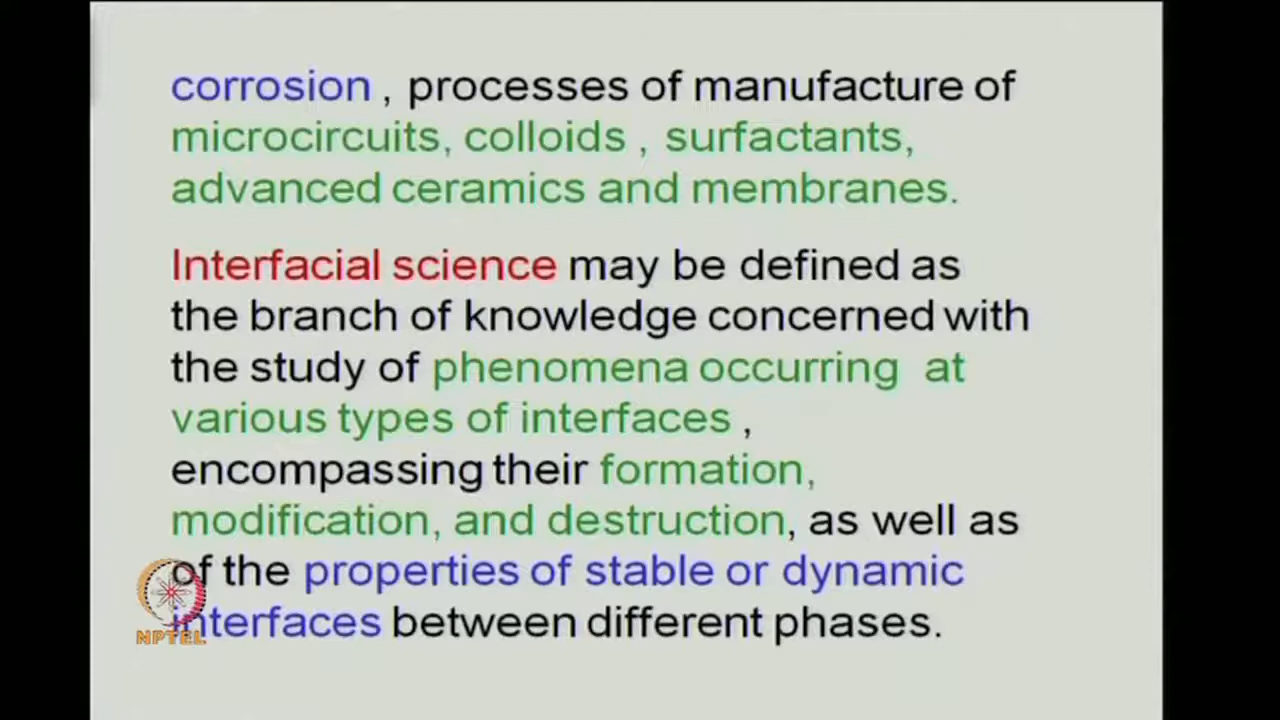 corrosion , processes of manufacture of
microcircuits, colloids , surfactants,
advanced ceramics and membranes.
Interfacial science may be defined as
the branch of knowledge concerned with
the study of phenomena occurring at
various types of interfaces ,
encompassing their formation,
modification, and destruction, as well as
of the properties of stable or dynamic
interfaces between different phases.
NPTEL